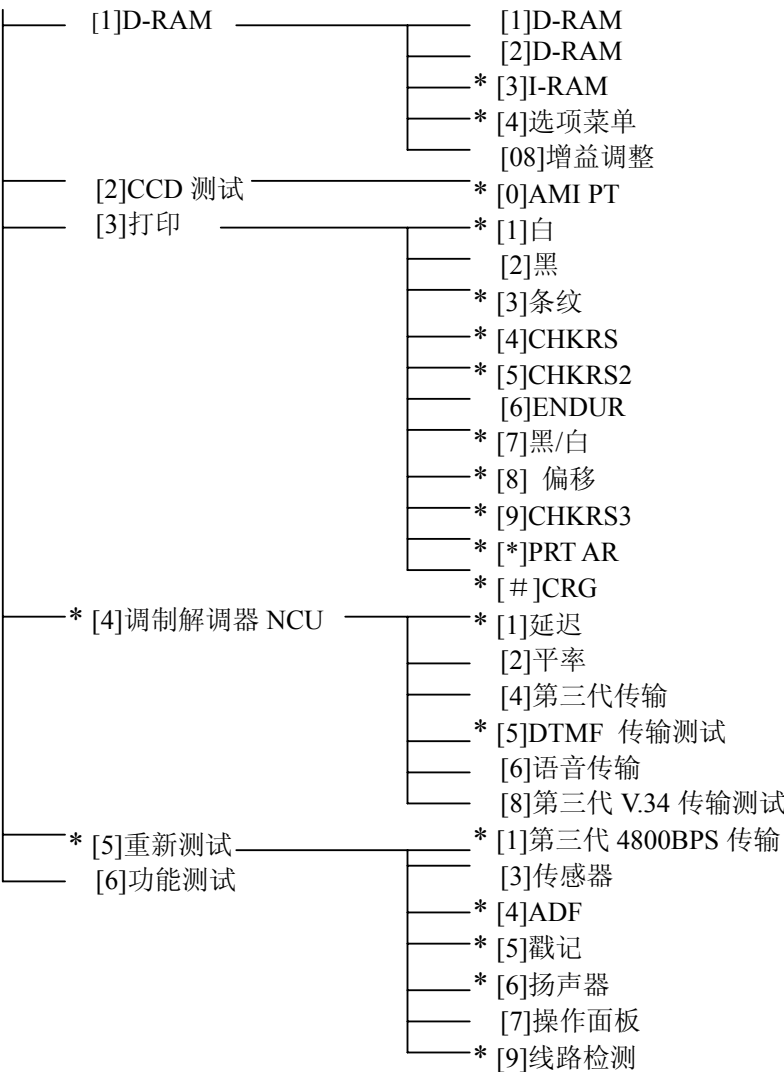 [1]D-RAM [1]D-RAM
[2]D-RAM
* [3]I-RAM
* [4]选项菜单
[08]增益调整
[2]CCD 测试 * [0]AMI PT
[3]打印 * [1]白
[2]黑
* [3]条纹
* [4]CHKRS
* [5]CHKRS2
[6]ENDUR
* [7]黑/白
* [8] 偏移
* [9]CHKRS3
* [*]PRT AR
* [＃]CRG
* [4]调制解调器 NCU * [1]延迟
[2]平率
[4]第三代传输
* [5]DTMF 传输测试
[6]语音传输
[8]第三代 V.34 传输测试
* [5]重新测试 * [1]第三代 4800BPS 传输
[6]功能测试 [3]传感器
* [4]ADF
* [5]戳记
* [6]扬声器
[7]操作面板
* [9]线路检测